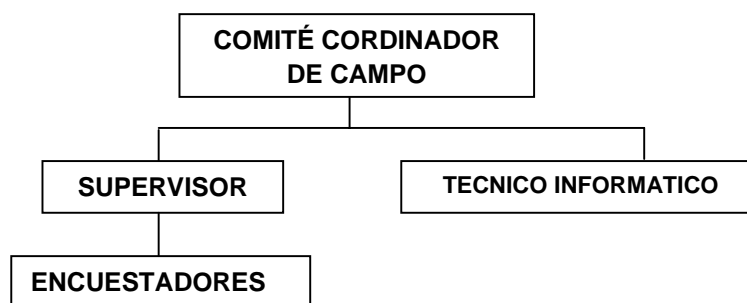 COMITÉ CORDINADOR
DE CAMPO
SUPERVISOR
TECNICO INFORMATICO
ENCUESTADORES